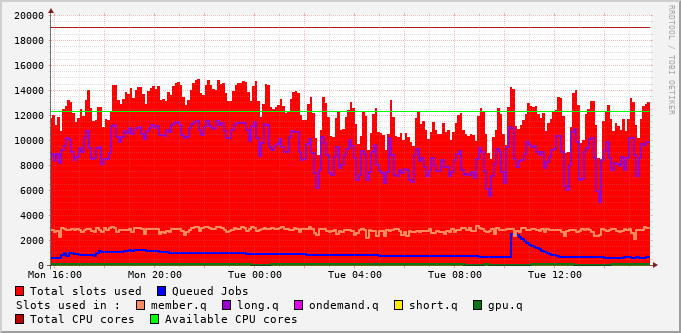 20000
18000
16000
14000
12000
10000
8000
6000
4000
2000
0
Mon 16:00 Mon 20:00 Tue 00:00 Tue 04:00 Tue 08:00 Tue 12:00
Total slots used Queued Jobs
Slots used in : member.q long.q ondemand.q short.q gpu.q
Total CPU cores Available CPU cores
RRDTOOL / TOBI OETIKER